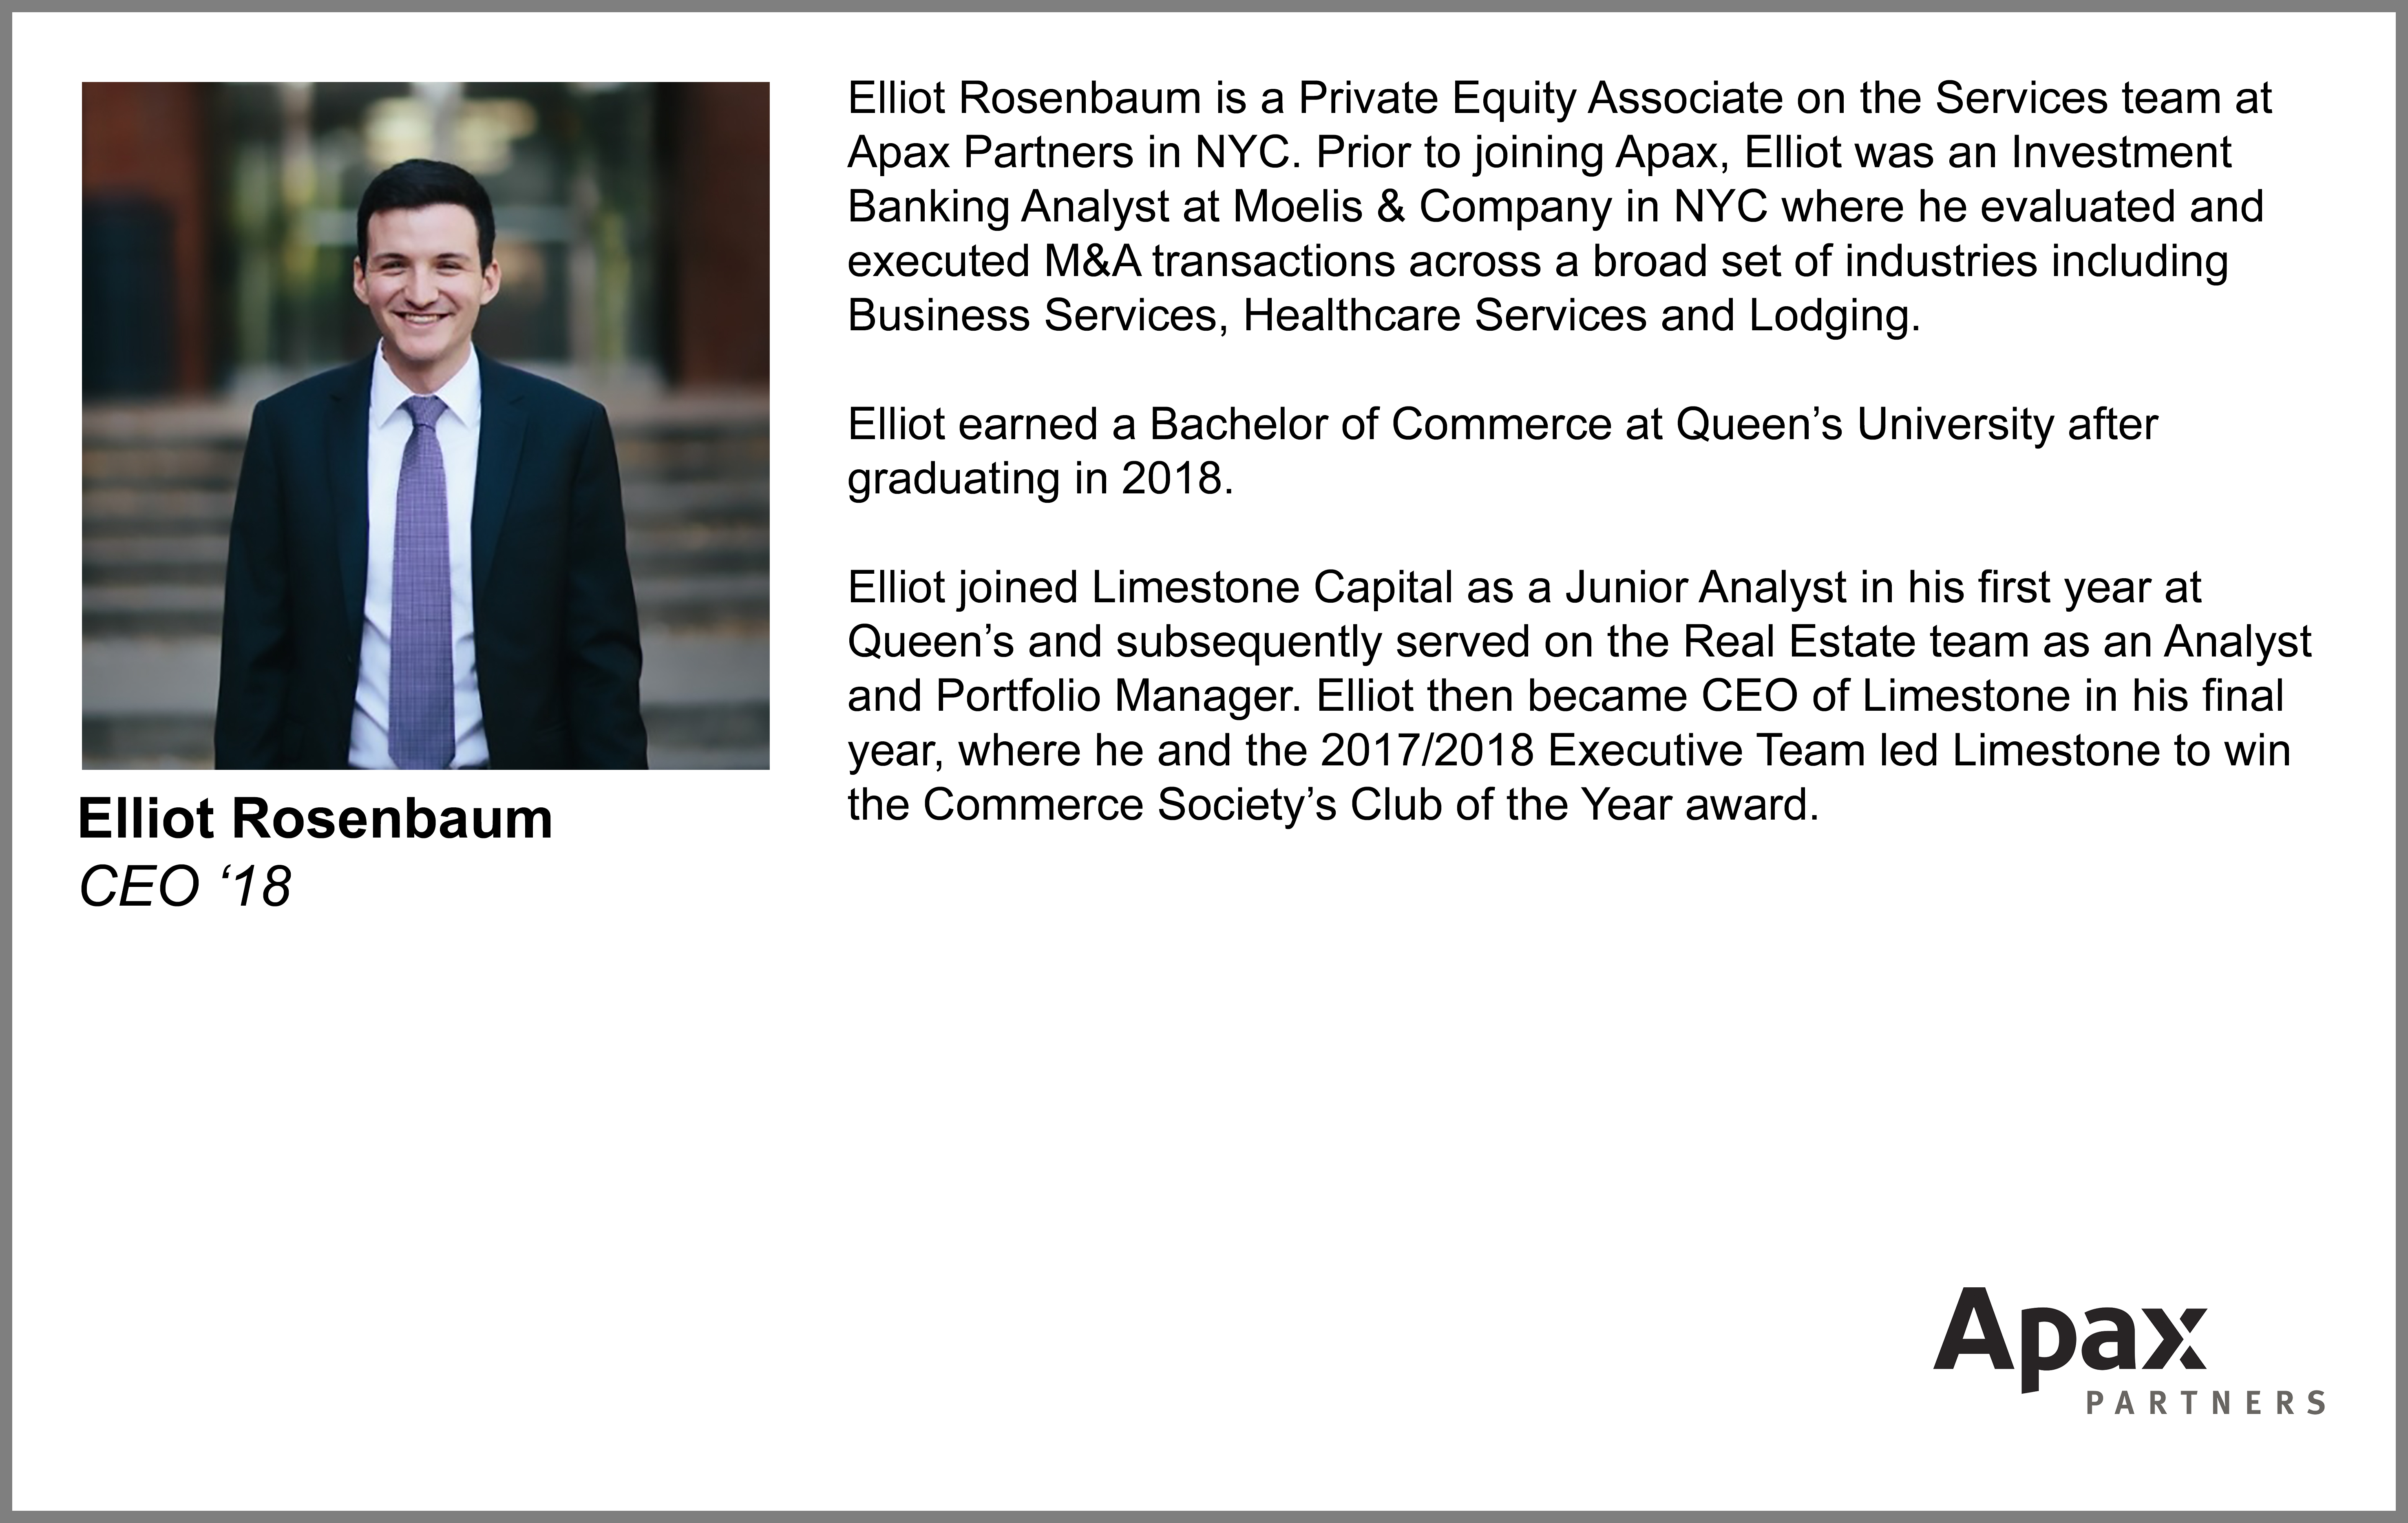 Elliot Rosenbaum is a Private Equity Associate on the Services team at
Apax Partners in NYC. Prior to joining Apax, Elliot was an Investment
Banking Analyst at Moelis & Company in NYC where he evaluated and
executed M&A transactions across a broad set of industries including
Business Services, Healthcare Services and Lodging.
Elliot earned a Bachelor of Commerce at Queen’s University after
graduating in 2018.
Elliot joined Limestone Capital as a Junior Analyst in his first year at
Queen’s and subsequently served on the Real Estate team as an Analyst
and Portfolio Manager. Elliot then became CEO of Limestone in his final
year, where he and the 2017/2018 Executive Team led Limestone to win
the Commerce Society’s Club of the Year award.
Elliot Rosenbaum
CEO ‘18
Apax
PARTNERS